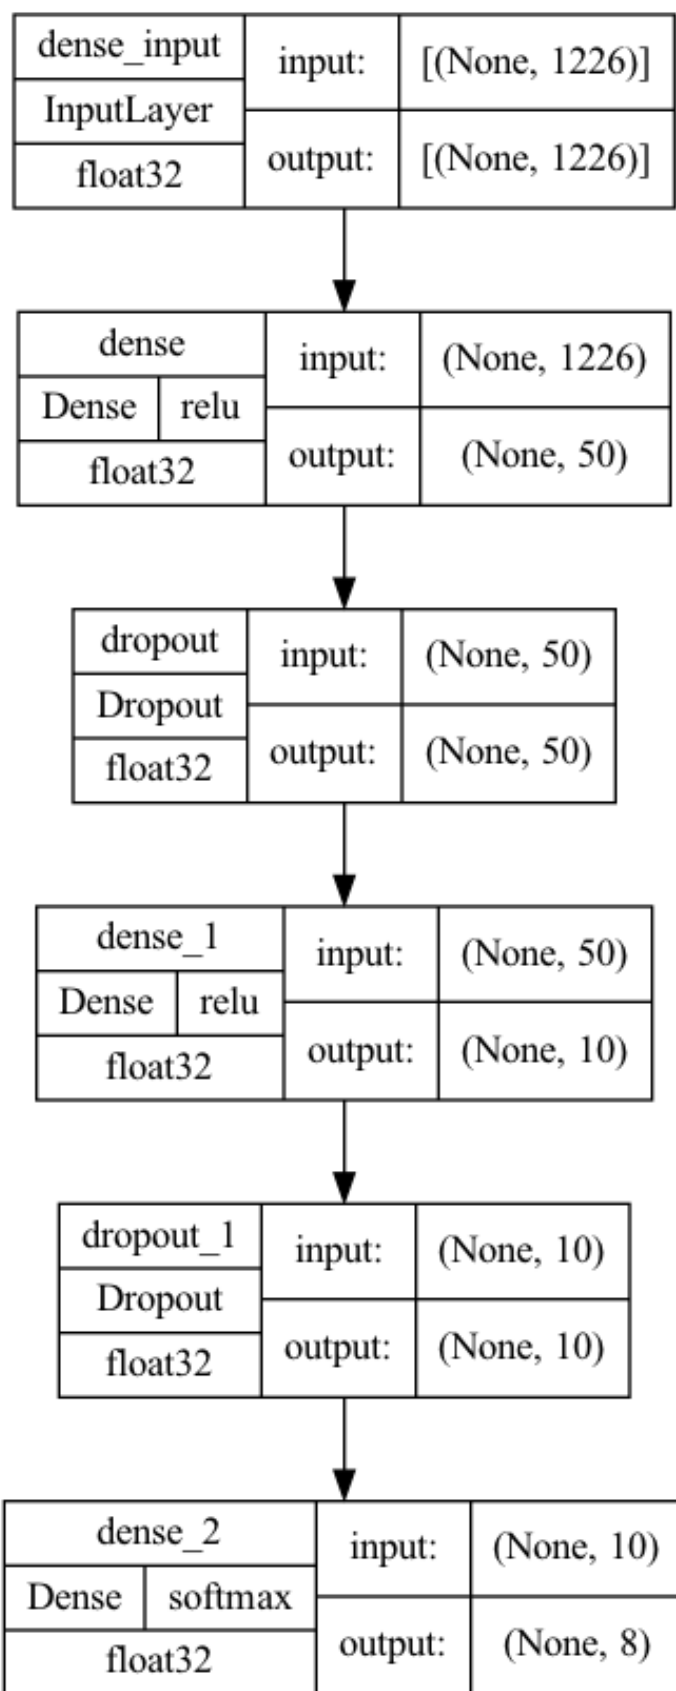 dense_input
InputLayer
float32
input:
[(None, 1226)]
output:
[(None, 1226)]
dense
Dense
relu
float32
input:
(None, 1226)
output:
(None, 50)
dropout
Dropout
float32
input:
(None, 50)
output:
(None, 50)
dense_1
Dense
relu
float32
input:
(None, 50)
output:
(None, 10)
dropout_1
Dropout
float32
input:
(None, 10)
output:
(None, 10)
dense_2
Dense
softmax
float32
input:
(None, 10)
output:
(None, 8)